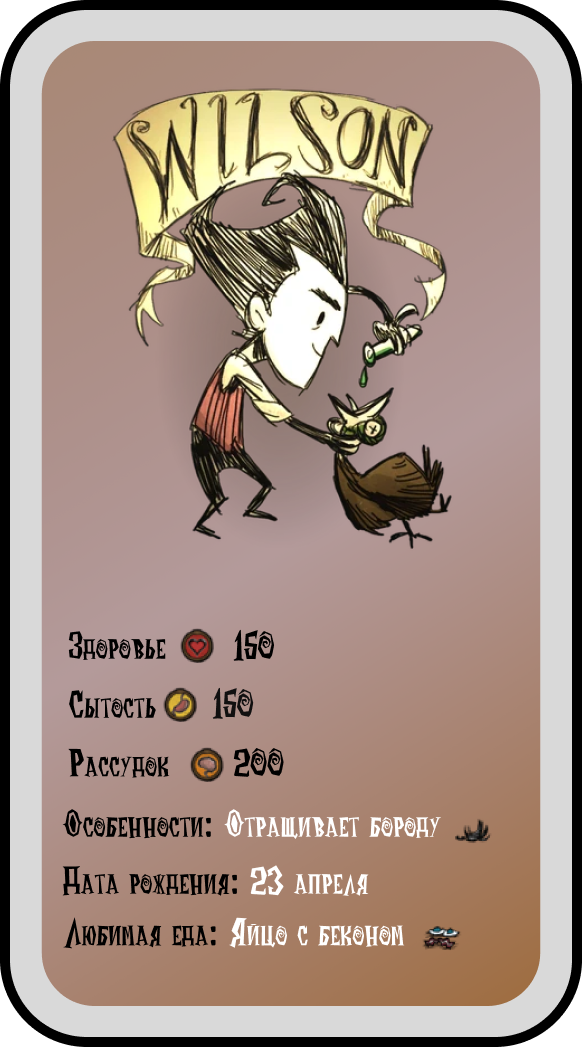 WILSON
Здоровье 150
Сытость 150
Рассудок 200
Особенности: Отращивает бороду
Дата рождения: 23 апреля
Любимая еда: Яйцо с беконом